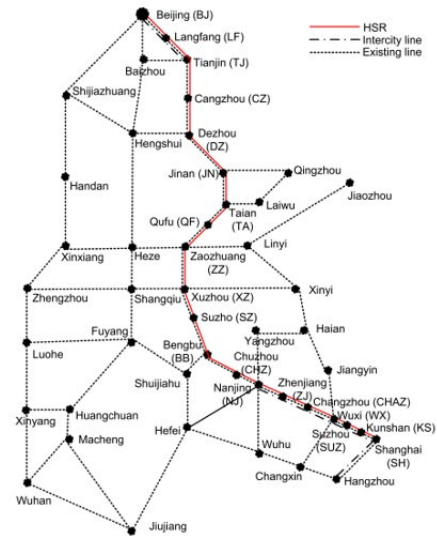 Beijing (BJ)
HSR
Intercity line
Existing line
Langfang (LF)
Baizhou
Tianjin (TJ)
Shijiazhuang
Cangzhou (CZ)
Hengshui
Dezhou
(DZ)
Jinan (JN)
Qingzhou
Handan
Jiaozhou
Taian
(TA)
Laiwu
Qufu (QF)
Xinxiang
Heze
Zaozhuang
(ZZ)
Linyi
Zhengzhou
Shangqiu
Xuzhou (XZ)
Xinyi
Suzho (SZ)
Fuyang
Luohe
Bengbu
(BB)
Yangzhou
Haian
Chuzhou
(CHZ)
Shuijiahu
Nanjing
(NJ)
Zhenjiang
(ZJ)
Jiangyin
Changzhou (CHAZ)
Xinyang
Huangchuan
Wuxi (WX)
Macheng
Hefei
Suzhou
(SUZ)
Kunshan (KS)
Shanghai
(SH)
Wuhu
Changxin
Hangzhou
Wuhan
Jiujiang